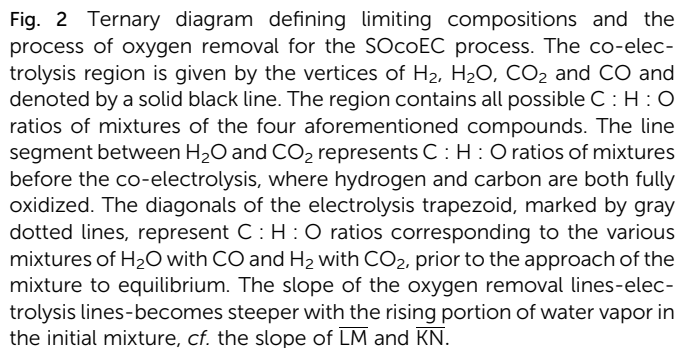 Fig. 2 Ternary diagram defining limiting compositions and the
process of oxygen removal for the SOcoEC process. The co-elec-
trolysis region is given by the vertices of H₂, H₂O, CO₂ and CO and
denoted by a solid black line. The region contains all possible C : H : O
ratios of mixtures of the four aforementioned compounds. The line
segment between H₂O and CO₂ represents C : H : O ratios of mixtures
before the co-electrolysis, where hydrogen and carbon are both fully
oxidized. The diagonals of the electrolysis trapezoid, marked by gray
dotted lines, represent C : H : O ratios corresponding to the various
mixtures of H₂O with CO and H₂ with CO₂, prior to the approach of the
mixture to equilibrium. The slope of the oxygen removal lines-elec-
trolysis lines-becomes steeper with the rising portion of water vapor in
the initial mixture, cf. the slope of L̅M̅ and K̅N̅.